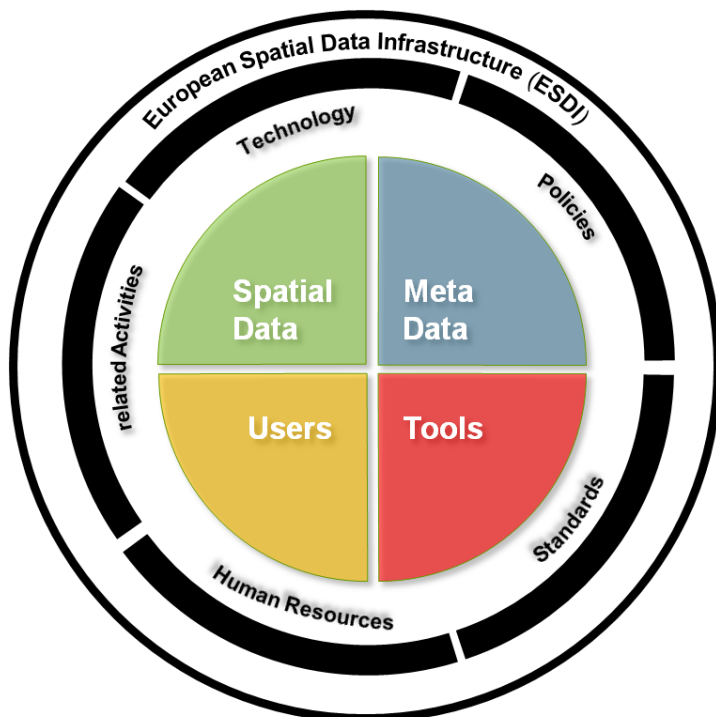 European Spatial Data Infrastructure (ESDI)
Technology
Policies
related Activities
Spatial
Data
Meta
Data
Users
Tools
Standards
Human Resources